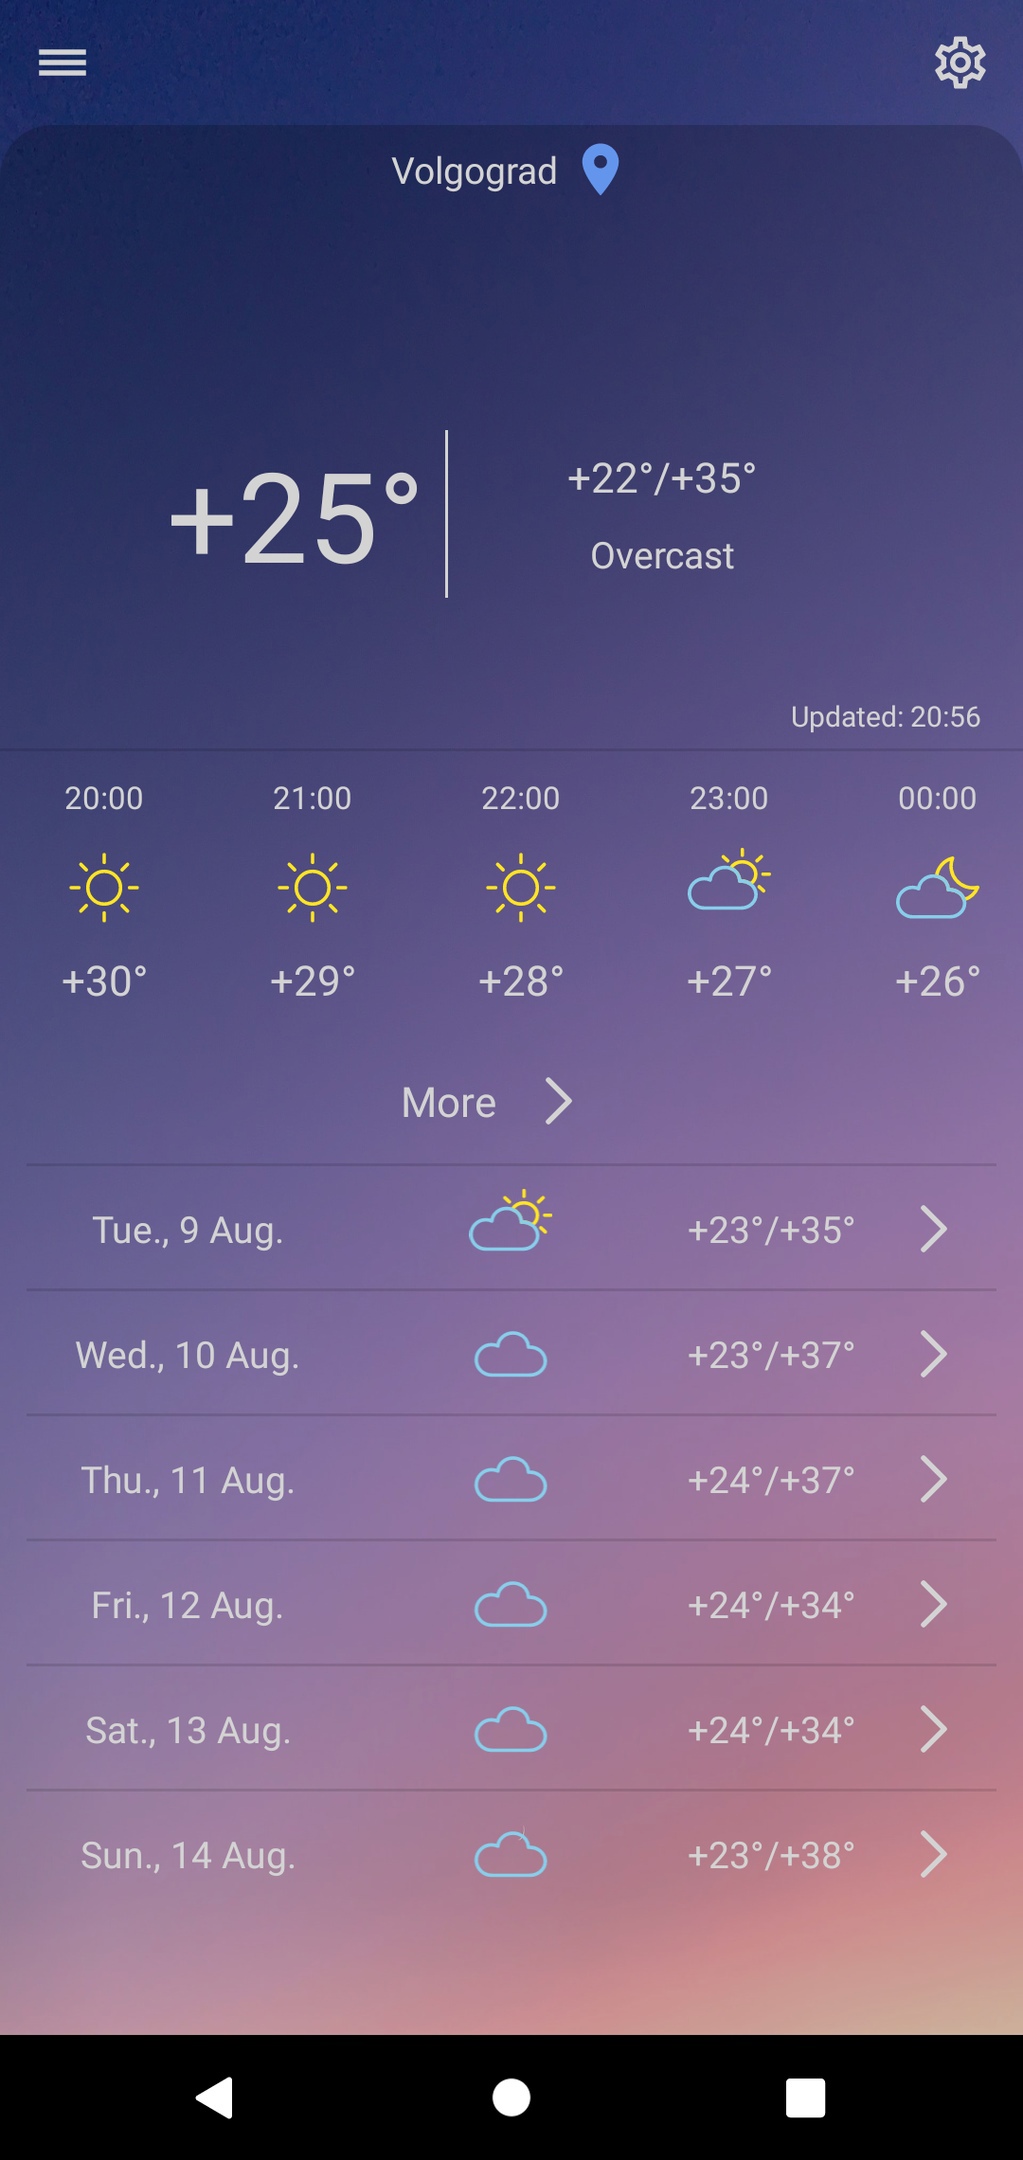 Volgograd
+25°
+22°/+35°
Overcast
Updated: 20:56
20:00 21:00 22:00 23:00 00:00
+30° +29° +28° +27° +26°
More
Tue., 9 Aug. +23°/+35°
Wed., 10 Aug. +23°/+37°
Thu., 11 Aug. +24°/+37°
Fri., 12 Aug. +24°/+34°
Sat., 13 Aug. +24°/+34°
Sun., 14 Aug. +23°/+38°